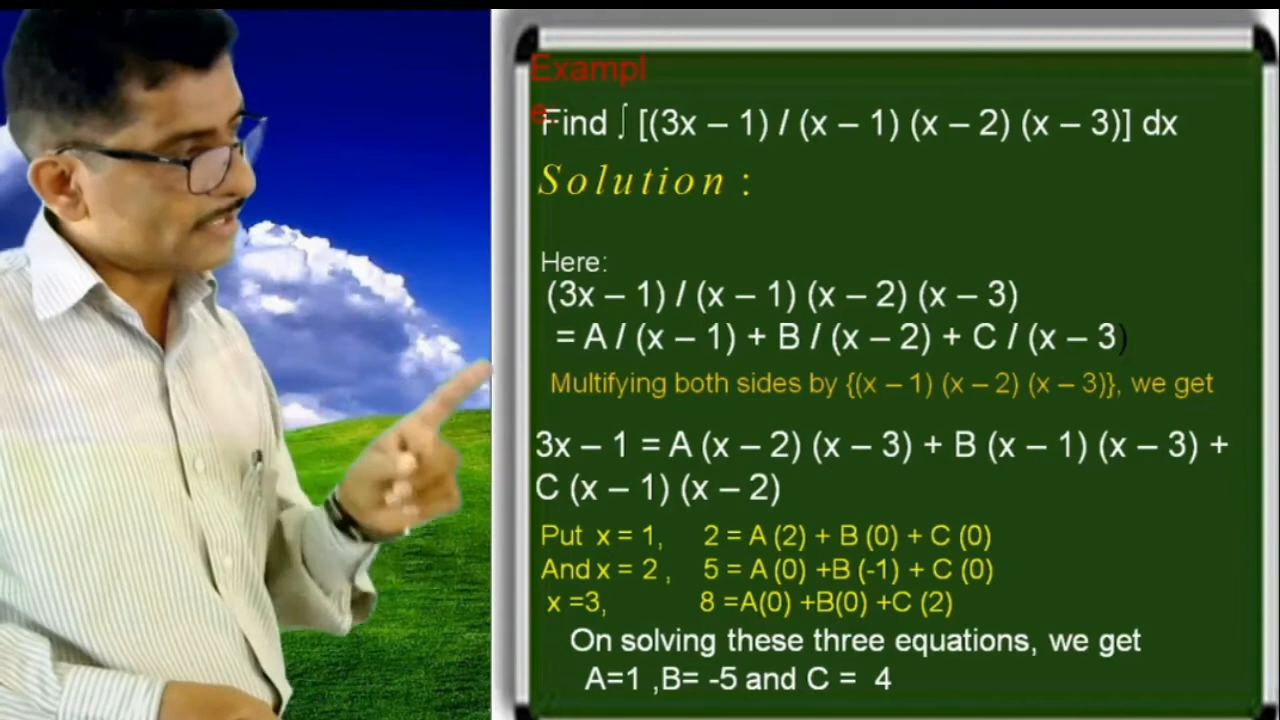 Exampl
e:
Find ∫ [(3x – 1) / (x – 1) (x – 2) (x – 3)] dx
Solution :
Here:
(3x – 1) / (x – 1) (x – 2) (x – 3)
= A / (x – 1) + B / (x – 2) + C / (x – 3)
Multifying both sides by {(x – 1) (x – 2) (x – 3)}, we get
3x – 1 = A (x – 2) (x – 3) + B (x – 1) (x – 3) +
C (x – 1) (x – 2)
Put x = 1, 2 = A (2) + B (0) + C (0)
And x = 2 , 5 = A (0) +B (-1) + C (0)
x =3, 8 =A(0) +B(0) +C (2)
On solving these three equations, we get
A=1 ,B= -5 and C = 4